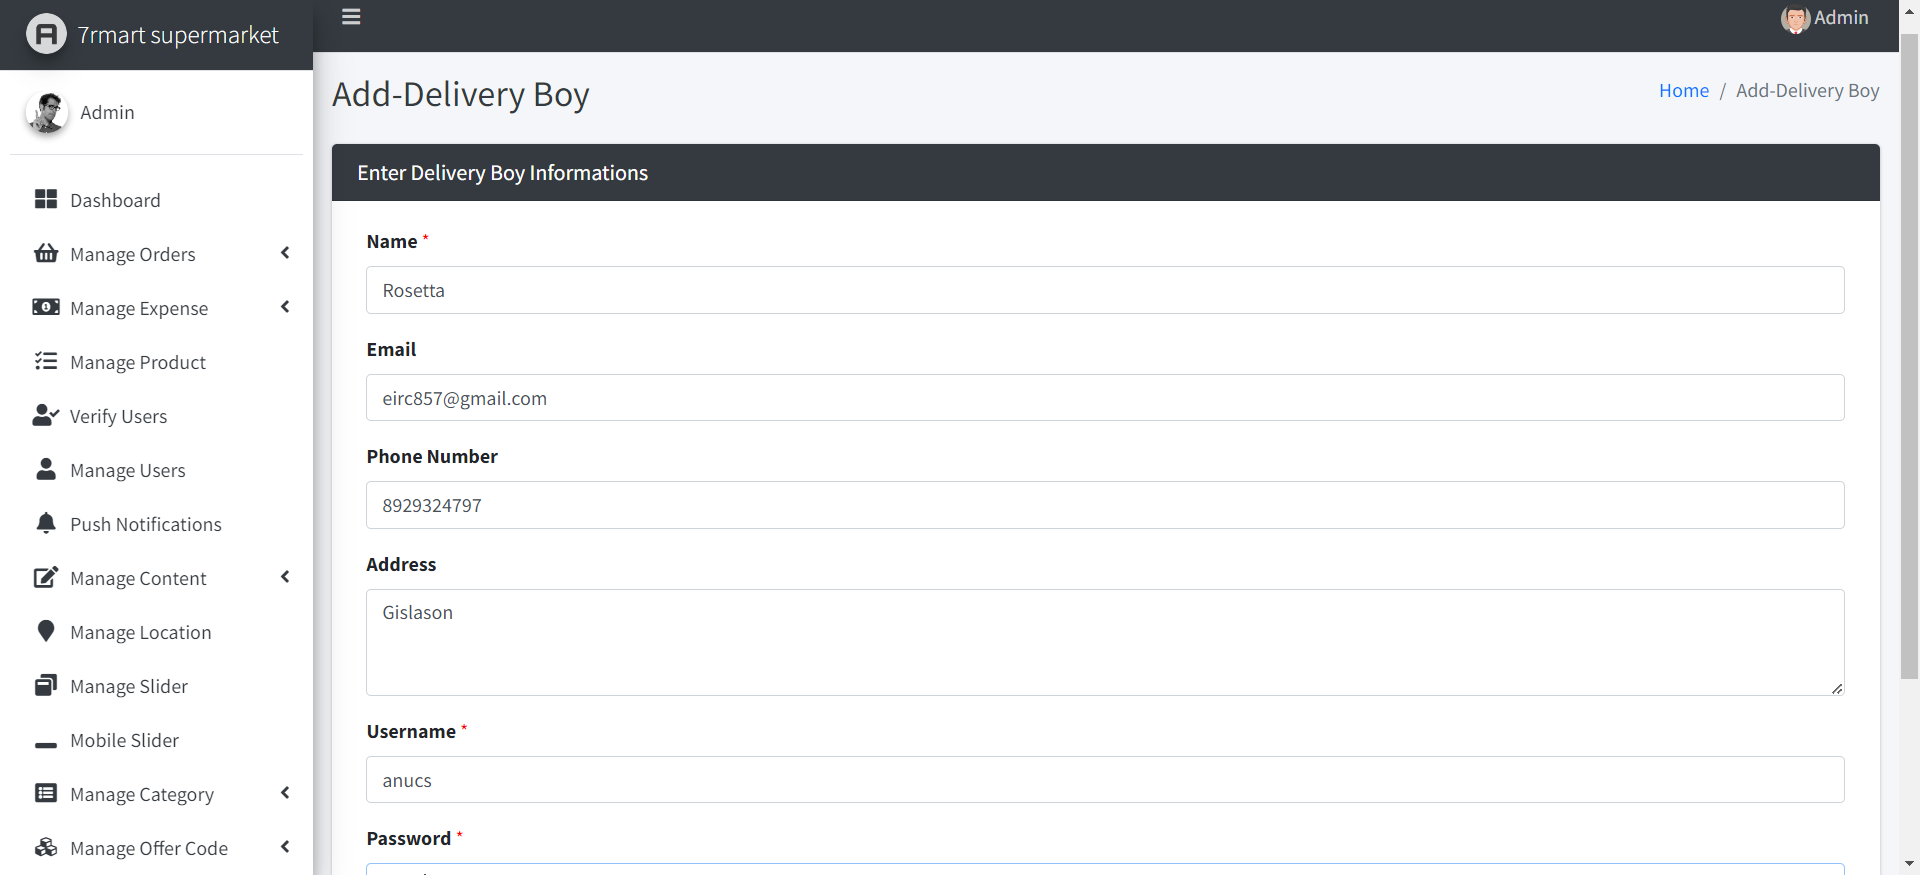 7rmart supermarket
Admin
Admin
Dashboard
Manage Orders
Manage Expense
Manage Product
Verify Users
Manage Users
Push Notifications
Manage Content
Manage Location
Manage Slider
Mobile Slider
Manage Category
Manage Offer Code
Add-Delivery Boy
Home / Add-Delivery Boy
Enter Delivery Boy Informations
Name *
Rosetta
Email
eirc857@gmail.com
Phone Number
8929324797
Address
Gislason
Username *
anucs
Password *